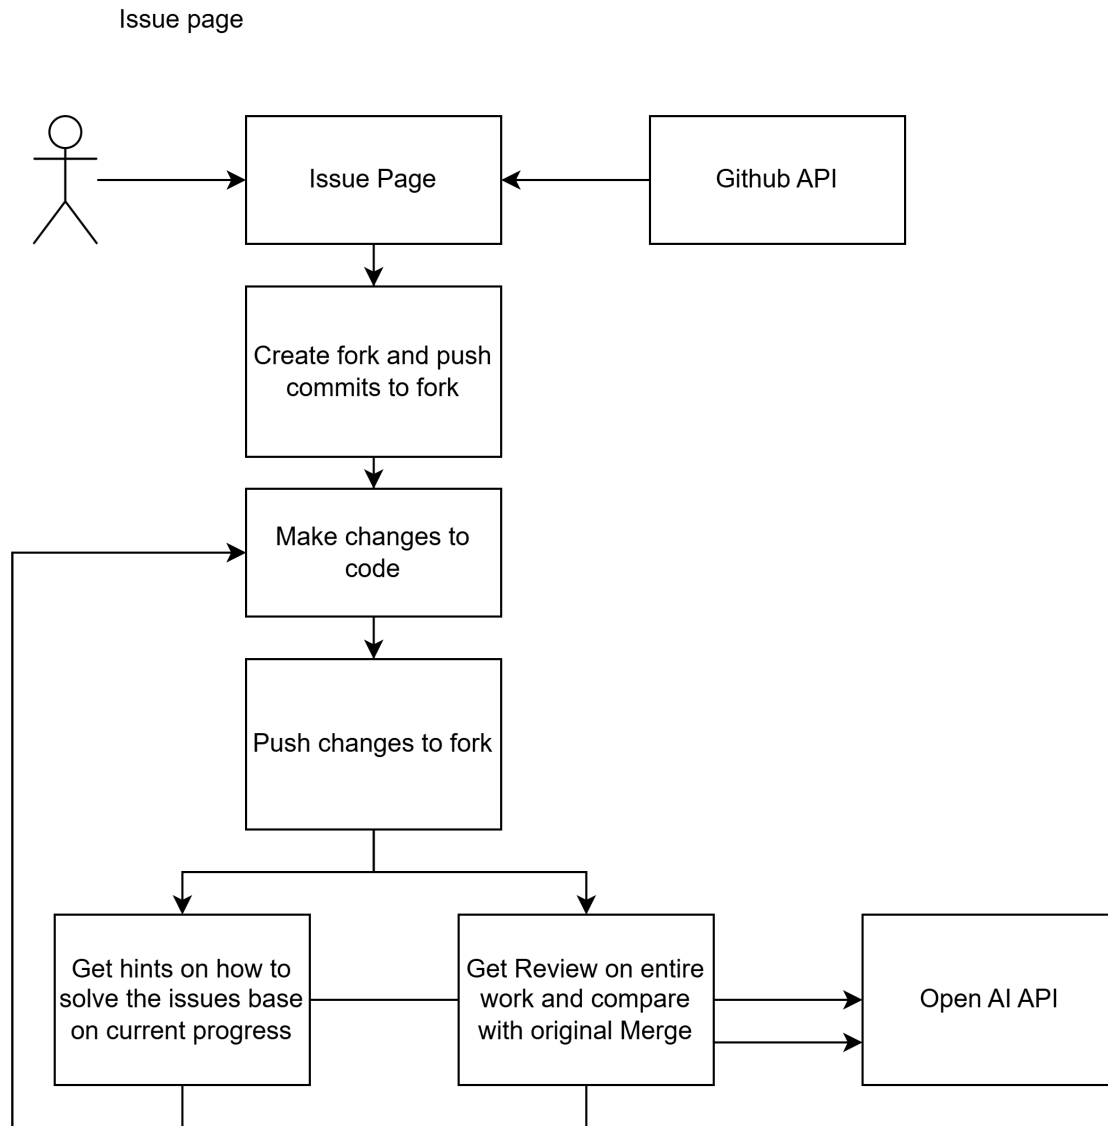 Issue page
Issue Page
Github API
Create fork and push
commits to fork
Make changes to
code
Push changes to fork
Get hints on how to
solve the issues base
on current progress
Get Review on entire
work and compare
with original Merge
Open AI API